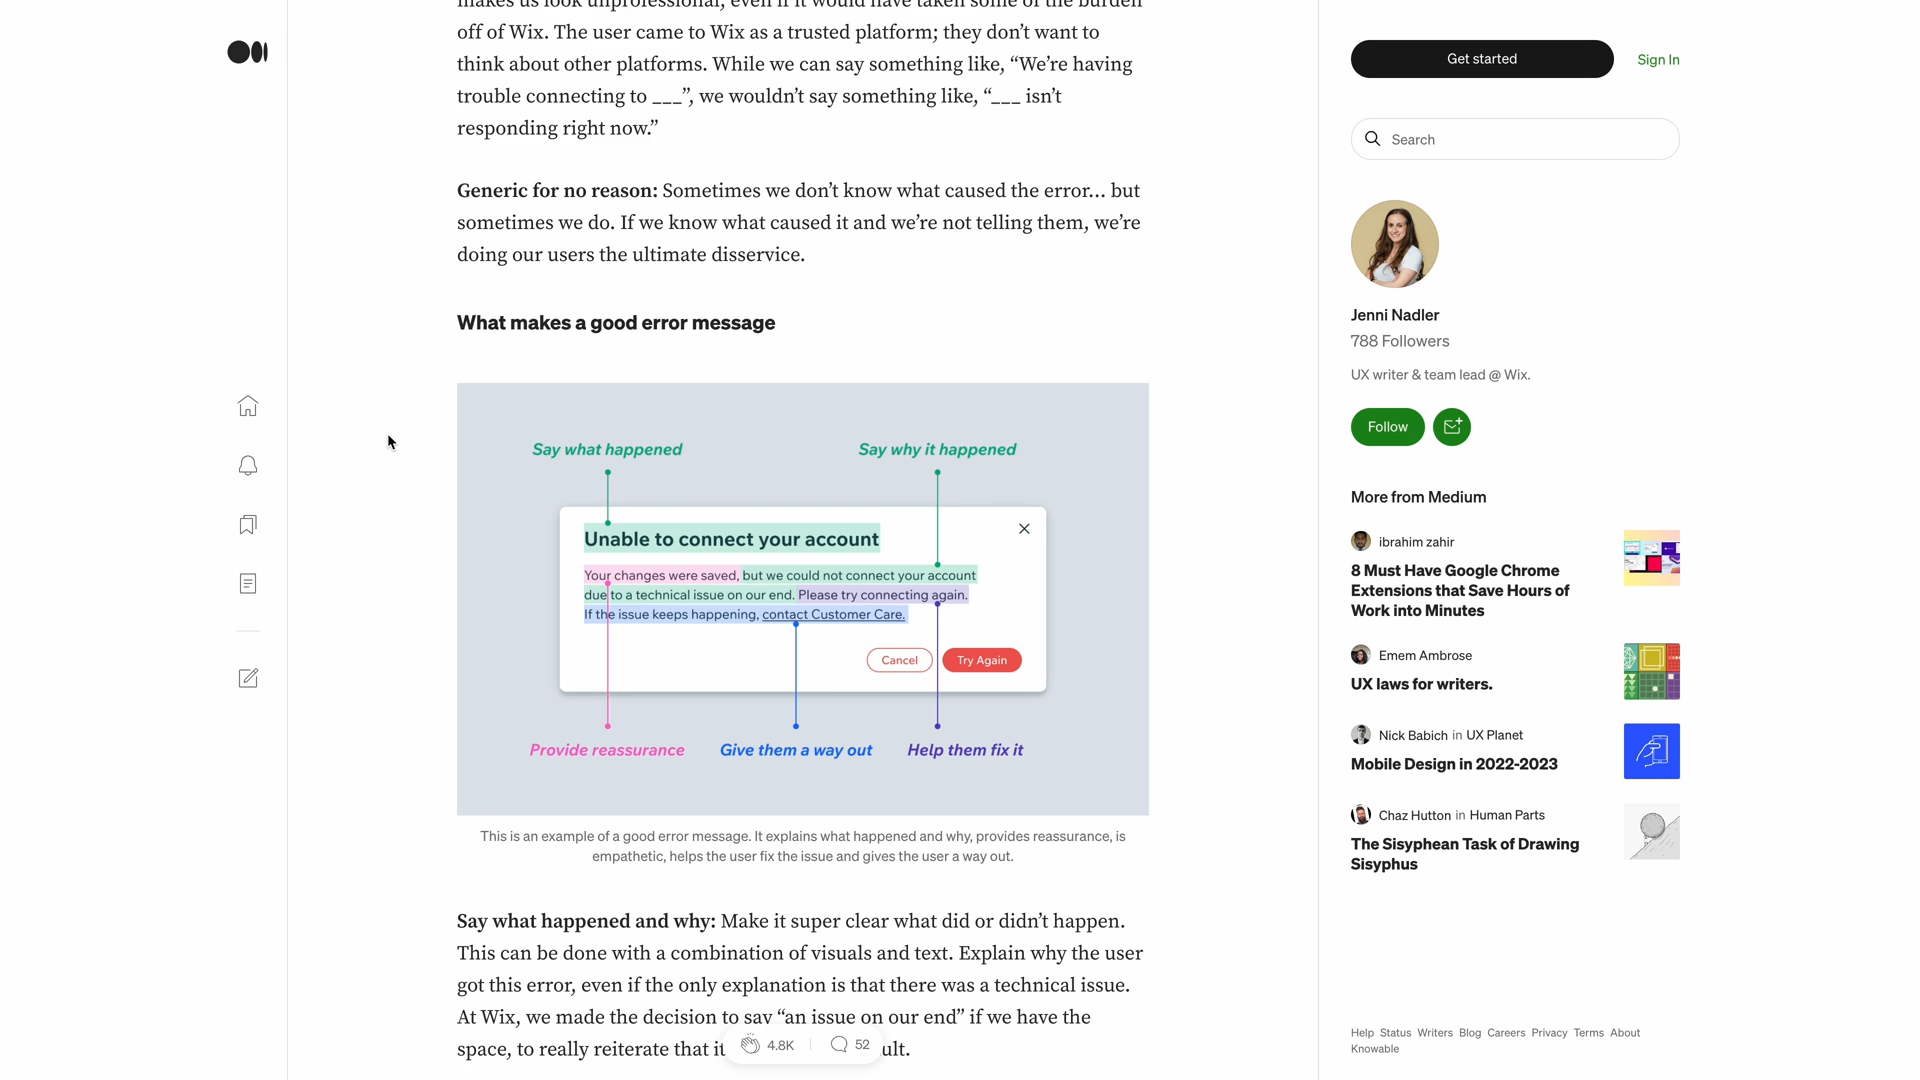 makes us look unprofessional, even if it would have taken some of the burden
off of Wix. The user came to Wix as a trusted platform; they don’t want to
think about other platforms. While we can say something like, “We’re having
trouble connecting to ___”, we wouldn’t say something like, “___ isn’t
responding right now.”
Generic for no reason: Sometimes we don’t know what caused the error... but
sometimes we do. If we know what caused it and we’re not telling them, we’re
doing our users the ultimate disservice.
What makes a good error message
Say what happened
Say why it happened
Unable to connect your account
Your changes were saved, but we could not connect your account
due to a technical issue on our end. Please try connecting again.
If the issue keeps happening, contact Customer Care.
Cancel
Try Again
Provide reassurance
Give them a way out
Help them fix it
This is an example of a good error message. It explains what happened and why, provides reassurance, is
empathetic, helps the user fix the issue and gives the user a way out.
Say what happened and why: Make it super clear what did or didn’t happen.
This can be done with a combination of visuals and text. Explain why the user
got this error, even if the only explanation is that there was a technical issue.
At Wix, we made the decision to say “an issue on our end” if we have the
space, to really reiterate that it ult.
4.8K
52
Get started
Sign In
Search
Jenni Nadler
788 Followers
UX writer & team lead @ Wix.
Follow
More from Medium
ibrahim zahir
8 Must Have Google Chrome
Extensions that Save Hours of
Work into Minutes
Emem Ambrose
UX laws for writers.
Nick Babich in UX Planet
Mobile Design in 2022-2023
Chaz Hutton in Human Parts
The Sisyphean Task of Drawing
Sisyphus
Help Status Writers Blog Careers Privacy Terms About
Knowable